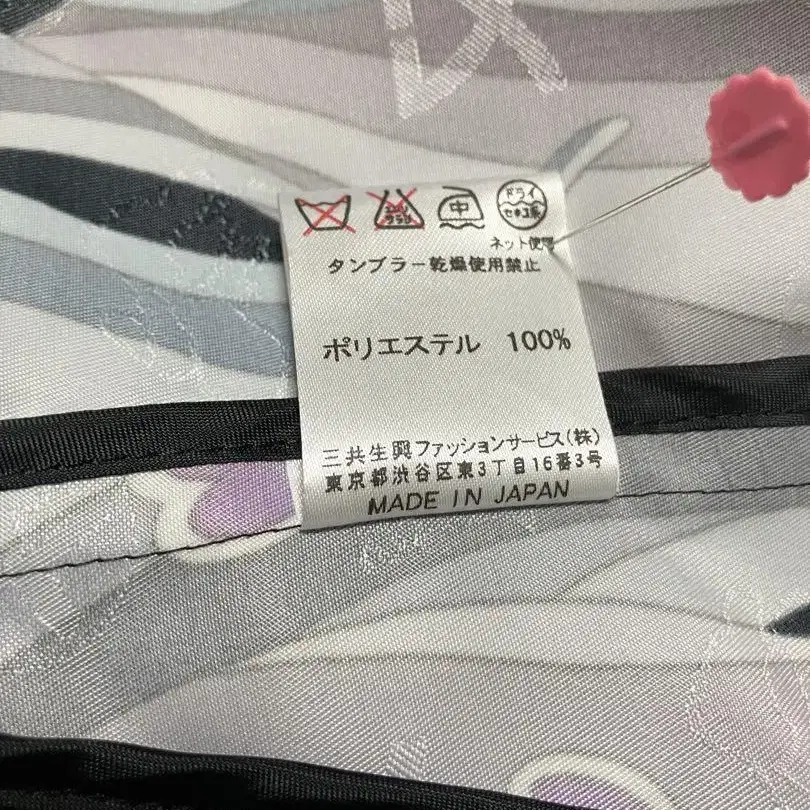 中
ドライ
セキユ系
ネット使用
タンブラー乾燥使用禁止
ポリエステル 100%
三共生興ファッションサービス(株)
東京都渋谷区東3丁目16番3号
MADE IN JAPAN